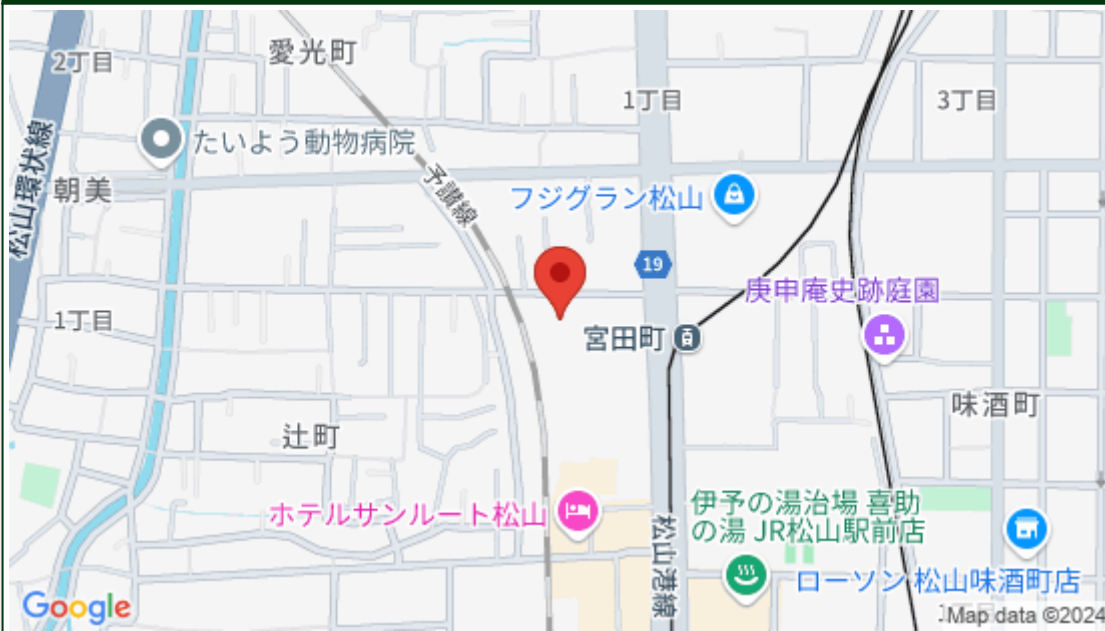 愛光町
2丁目
1丁目
3丁目
たいよう動物病院
松山環状線
朝美
予讃線
フジグラン松山
19
庚申庵史跡庭園
1丁目
宮田町
味酒町
辻町
ホテルサンルート松山
松山港線
伊予の湯治場 喜助
の湯 JR松山駅前店
ローソン 松山味酒町店
Google
Map data ©2024